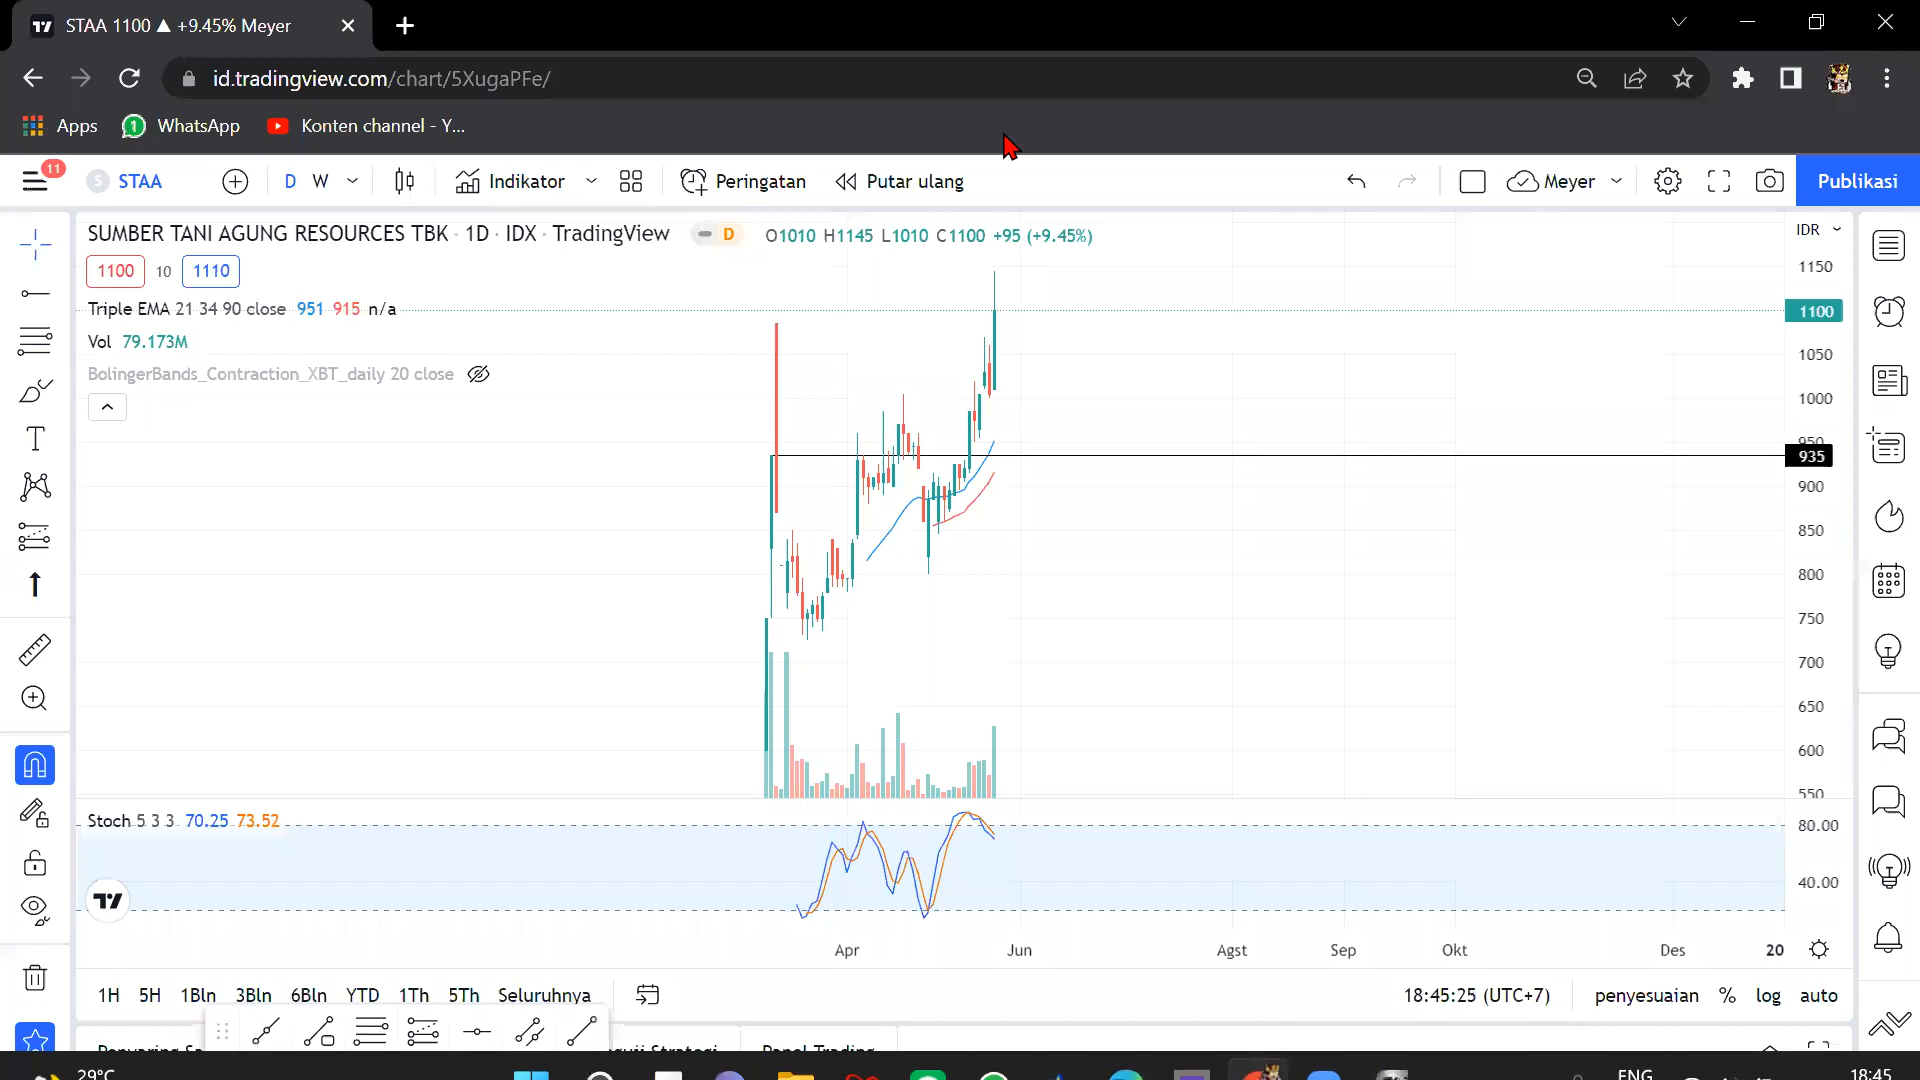 STAA 1100 ▲ +9.45% Meyer
id.tradingview.com/chart/5XugaPFe/
Apps
1
WhatsApp
Konten channel - Y...
11
S STAA
D W
Indikator
Peringatan
Putar ulang
Meyer
Publikasi
SUMBER TANI AGUNG RESOURCES TBK · 1D · IDX · TradingView
D
O1010 H1145 L1010 C1100 +95 (+9.45%)
IDR
1100 10 1110
Triple EMA 21 34 90 close 951 915 n/a
Vol 79.173M
BolingerBands_Contraction_XBT_daily 20 close
1150
1100
1050
1000
950
935
900
850
800
750
700
650
600
550
Stoch 5 3 3 70.25 73.52
80.00
40.00
Apr Jun Agst Sep Okt Des 20
1H 5H 1Bln 3Bln 6Bln YTD 1Th 5Th Seluruhnya
18:45:25 (UTC+7)
penyesuaian % log auto
Strategi
Panel Trading
29°C
ENG
18:45